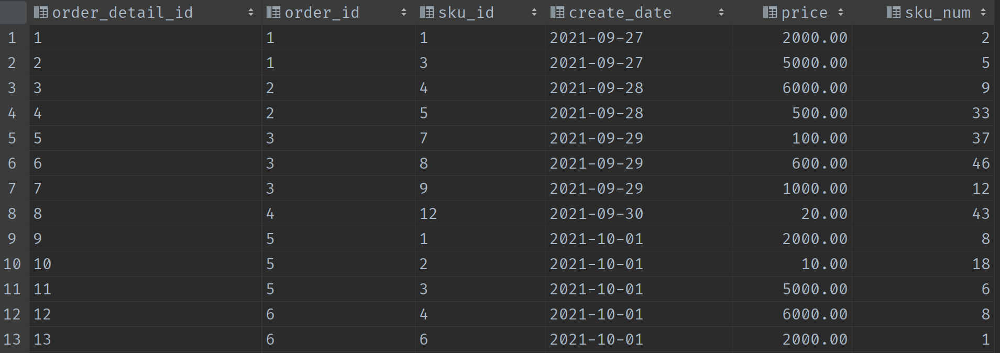 order_detail_id order_id sku_id create_date price sku_num
1 1 1 1 2021-09-27 2000.00 2
2 2 1 3 2021-09-27 5000.00 5
3 3 2 4 2021-09-28 6000.00 9
4 4 2 5 2021-09-28 500.00 33
5 5 3 7 2021-09-29 100.00 37
6 6 3 8 2021-09-29 600.00 46
7 7 3 9 2021-09-29 1000.00 12
8 8 4 12 2021-09-30 20.00 43
9 9 5 1 2021-10-01 2000.00 8
10 10 5 2 2021-10-01 10.00 18
11 11 5 3 2021-10-01 5000.00 6
12 12 6 4 2021-10-01 6000.00 8
13 13 6 6 2021-10-01 2000.00 1